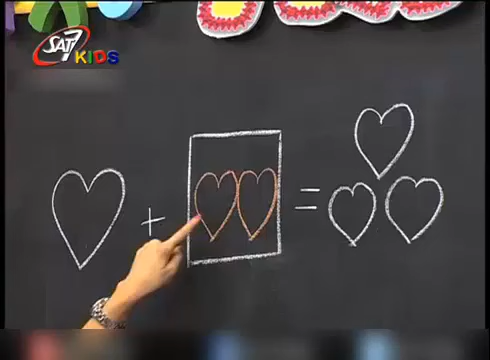 SAT7
KIDS
+ =